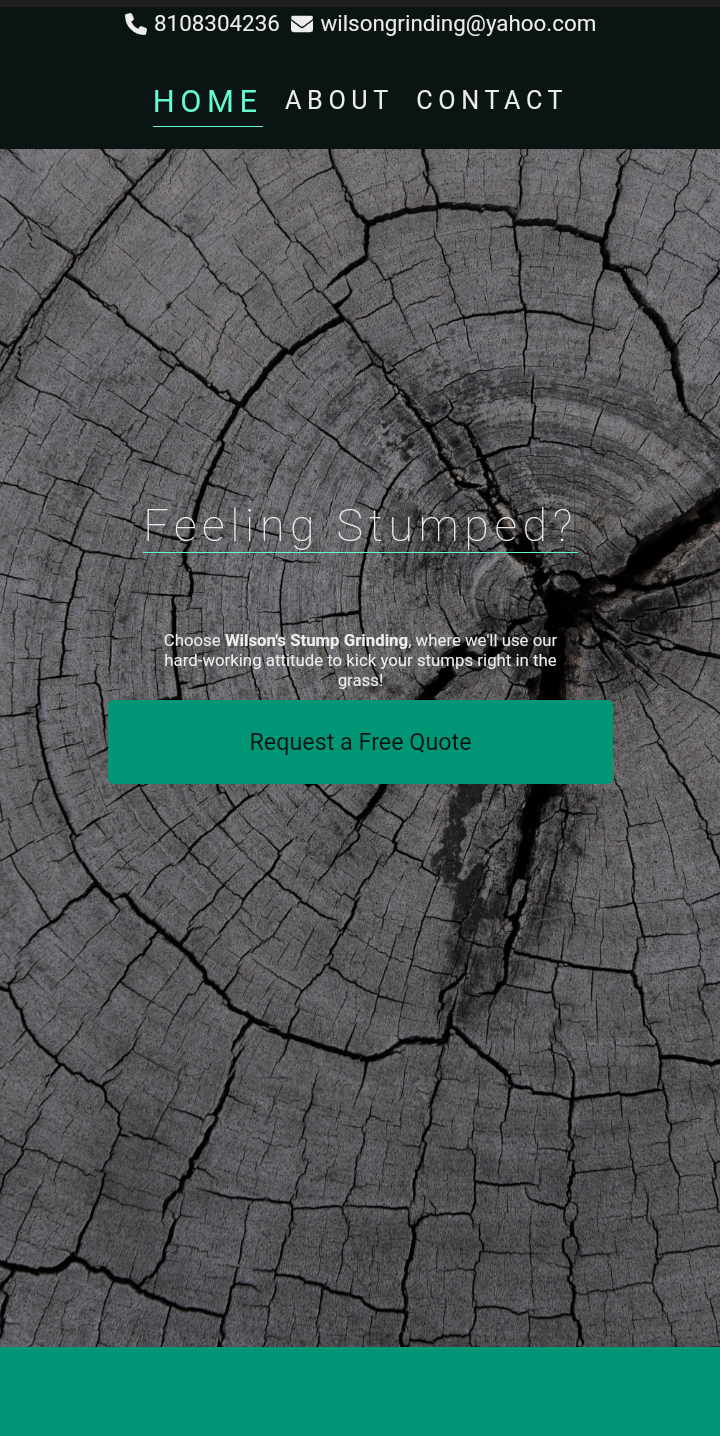 8108304236 wilsongrinding@yahoo.com
HOME ABOUT CONTACT
Feeling Stumped?
Choose Wilson's Stump Grinding, where we'll use our
hard-working attitude to kick your stumps right in the
grass!
Request a Free Quote